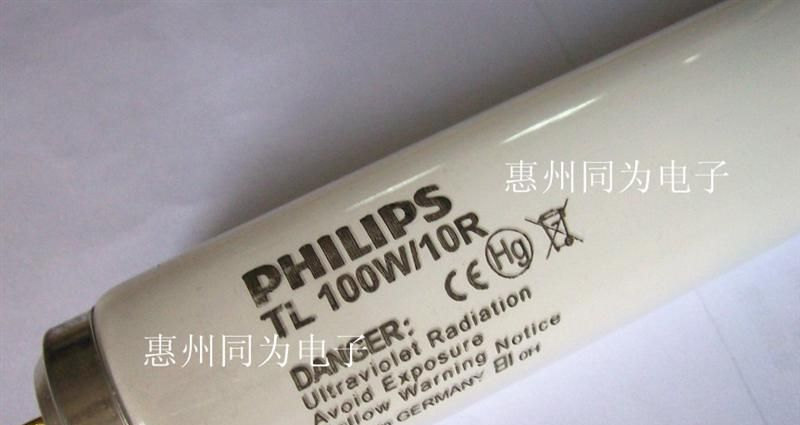 惠州同为电子
PHILIPS
TL 100W/10R
CE Hg
DANGER:
Ultraviolet Radiation
Avoid Exposure
Follow Warning Notice
GERMANY
惠州同为电子